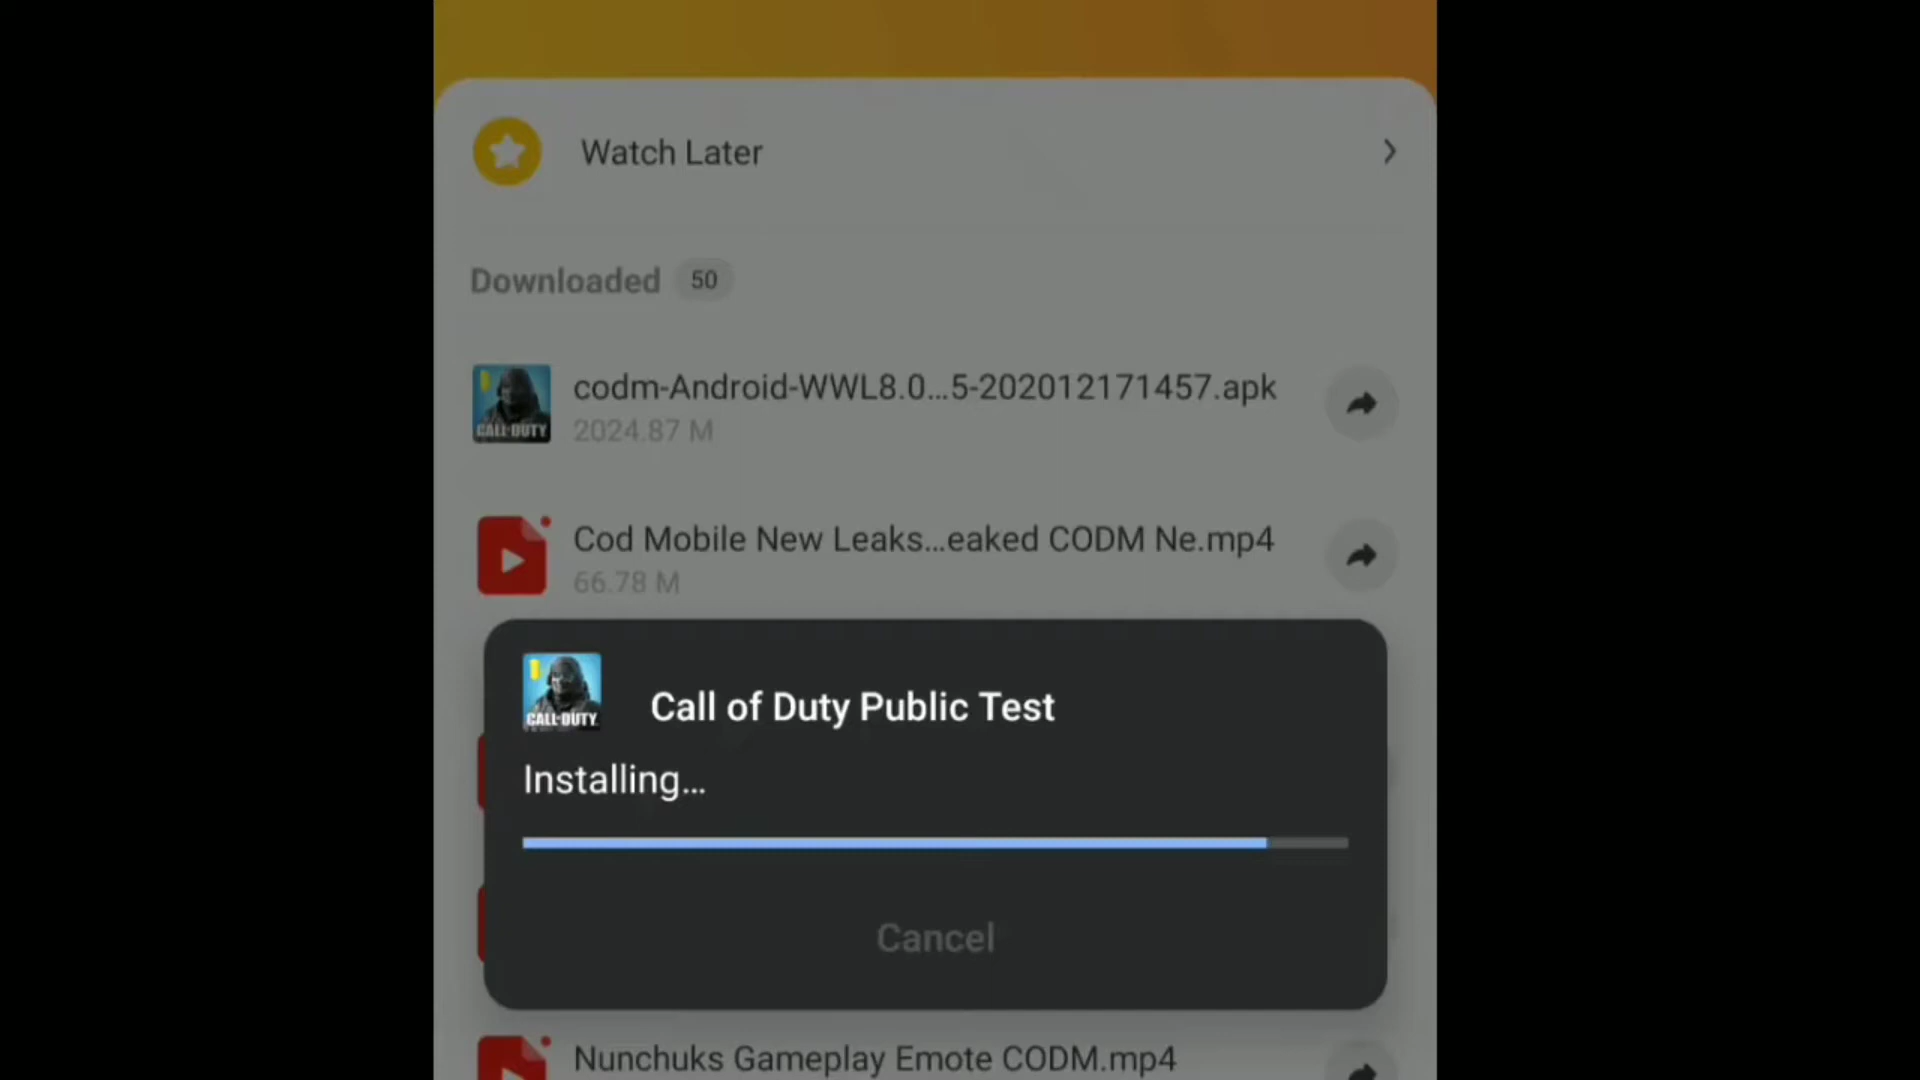 Watch Later
Downloaded 50
codm-Android-WWL8.0...5-202012171457.apk
2024.87 M
CALL OF DUTY
Cod Mobile New Leaks...eaked CODM Ne.mp4
66.78 M
Call of Duty Public Test
CALL OF DUTY
Installing...
Cancel
Nunchuks Gameplay Emote CODM.mp4